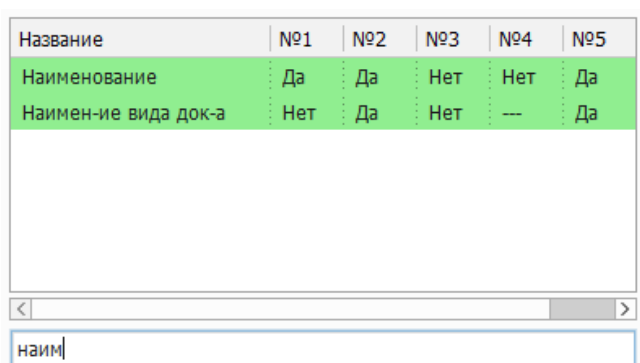 Название №1 №2 №3 №4 №5
Наименование Да Да Нет Нет Да
Наимен-ие вида док-а Нет Да Нет --- Да
наим